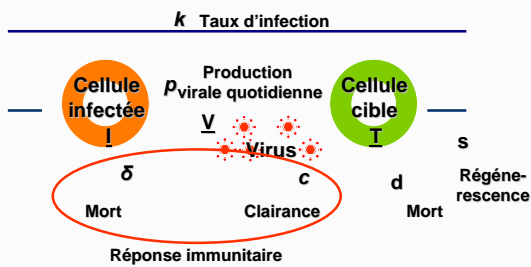 k Taux d'infection
Cellule
infectée
I
Production
p virale quotidienne
V
Virus
Cellule
cible
T
s
Régéne-
rescence
δ
c
d
Mort
Clairance
Mort
Réponse immunitaire